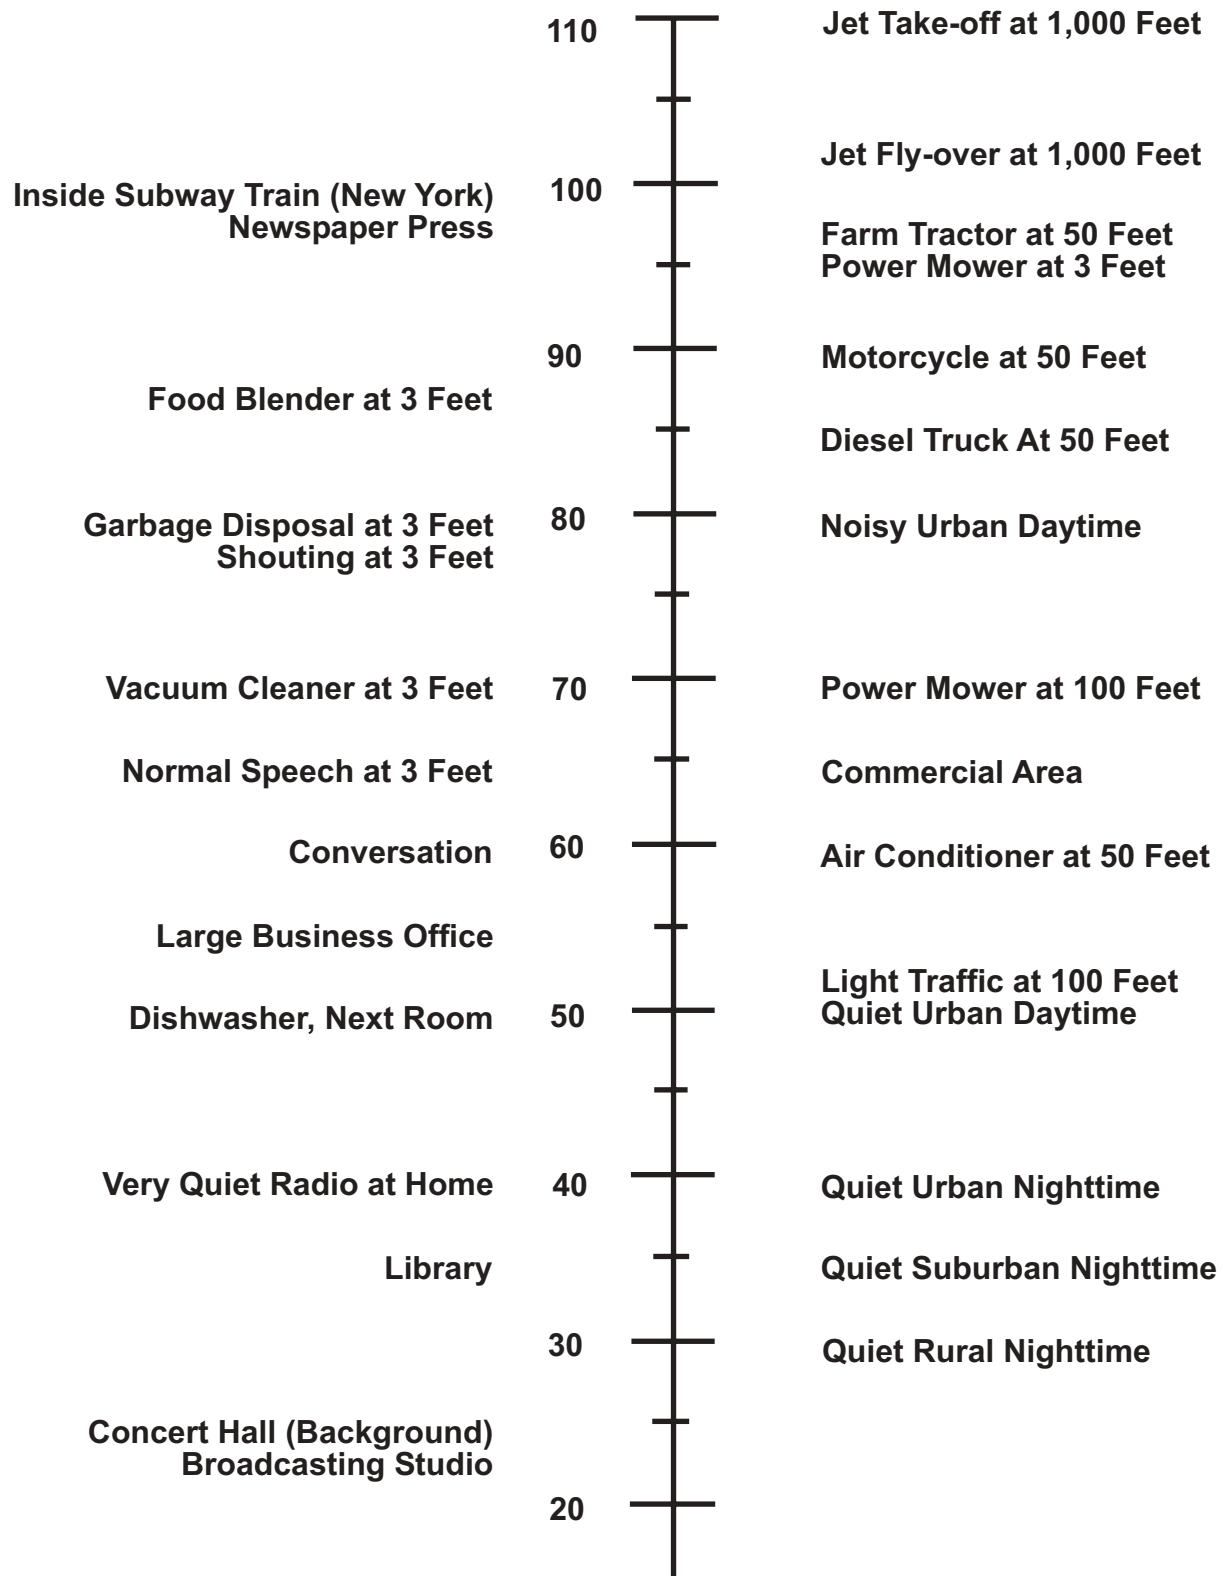 110
Jet Take-off at 1,000 Feet
Jet Fly-over at 1,000 Feet
Inside Subway Train (New York)
Newspaper Press
100
Farm Tractor at 50 Feet
Power Mower at 3 Feet
90
Motorcycle at 50 Feet
Food Blender at 3 Feet
Diesel Truck At 50 Feet
Garbage Disposal at 3 Feet
Shouting at 3 Feet
80
Noisy Urban Daytime
Vacuum Cleaner at 3 Feet
70
Power Mower at 100 Feet
Normal Speech at 3 Feet
Commercial Area
Conversation
60
Air Conditioner at 50 Feet
Large Business Office
Light Traffic at 100 Feet
Quiet Urban Daytime
Dishwasher, Next Room
50
Very Quiet Radio at Home
40
Quiet Urban Nighttime
Library
Quiet Suburban Nighttime
30
Quiet Rural Nighttime
Concert Hall (Background)
Broadcasting Studio
20